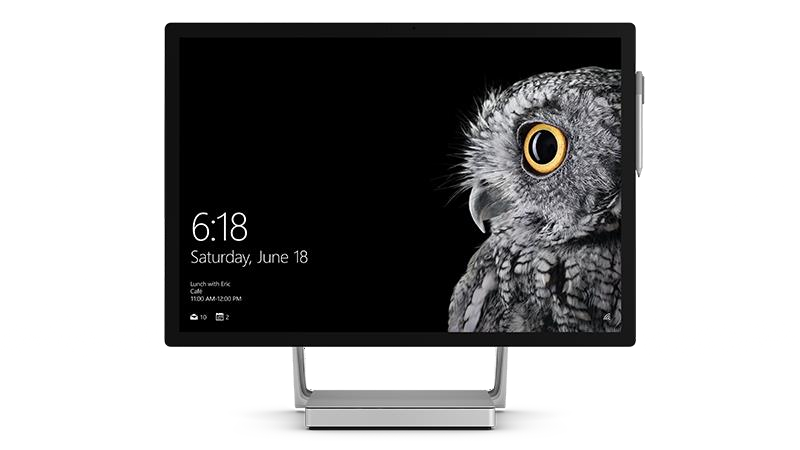 6:18
Saturday, June 18
Lunch with Eric
Café
11:00 AM-12:00 PM
10 2